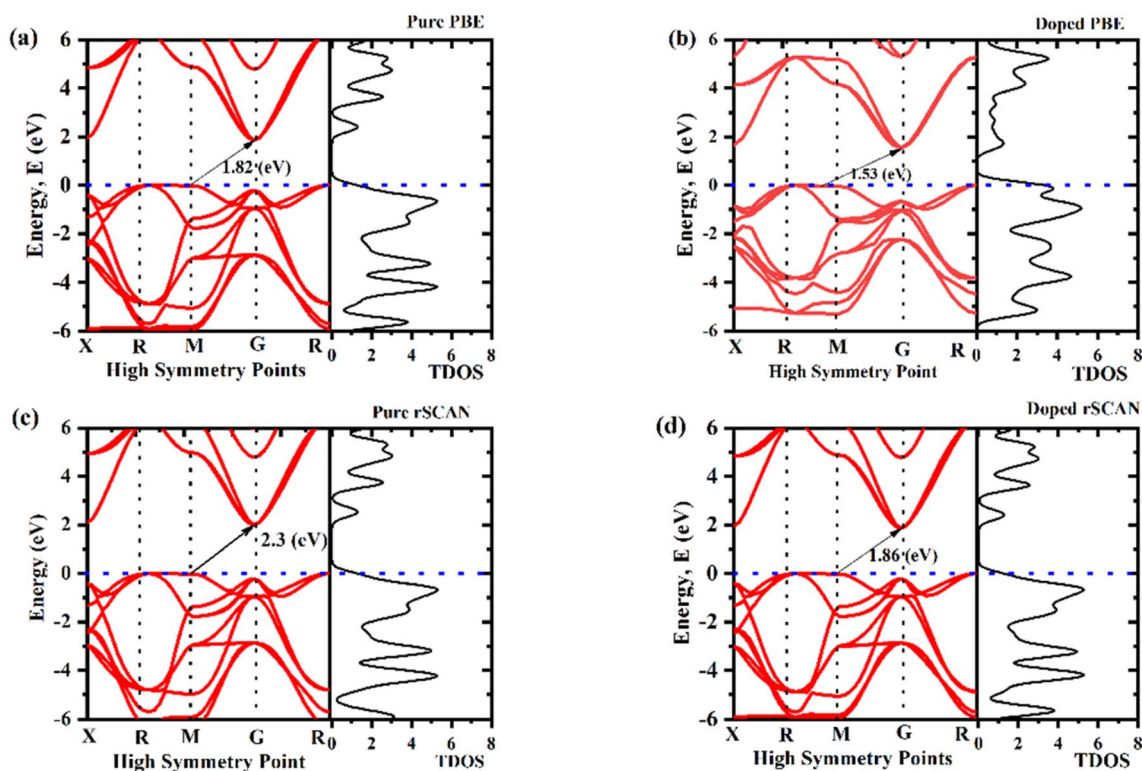 Pure PBE
(a)
6
4
2
0
-2
-4
-6
Energy, E (eV)
1.82 (eV)
X R M G R
0 2 4 6 8
High Symmetry Points
TDOS
Doped PBE
(b)
6
4
2
0
-2
-4
-6
Energy, E (eV)
1.53 (eV)
X R M G R
0 2 4 6 8
High Symmetry Point
TDOS
Pure rSCAN
(c)
6
4
2
0
-2
-4
-6
Energy (eV)
2.3 (eV)
X R M G R
0 2 4 6 8
High Symmetry Point
TDOS
Doped rSCAN
(d)
6
4
2
0
-2
-4
-6
Energy, E (eV)
1.86 (eV)
X R M G R
0 2 4 6 8
High Symmetry Points
TDOS